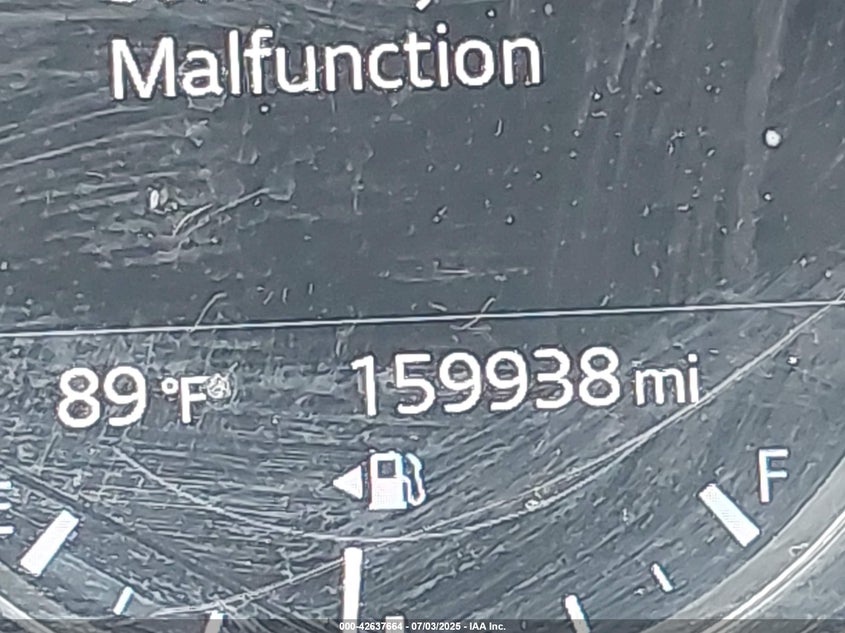 Malfunction
89 °F 159938 mi
F
E
000-42637664 - 07/03/2025 - IAA Inc.